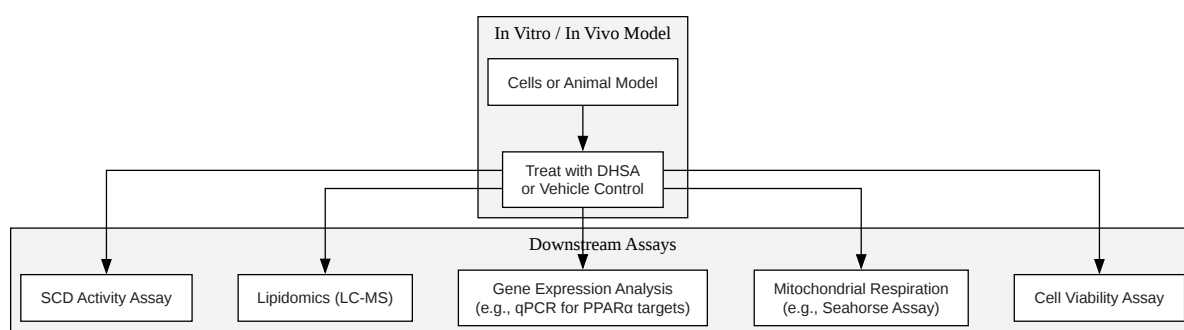 In Vitro / In Vivo Model
Cells or Animal Model
Treat with DHSA
or Vehicle Control
Downstream Assays
SCD Activity Assay
Lipidomics (LC-MS)
Gene Expression Analysis
(e.g., qPCR for PPARα targets)
Mitochondrial Respiration
(e.g., Seahorse Assay)
Cell Viability Assay